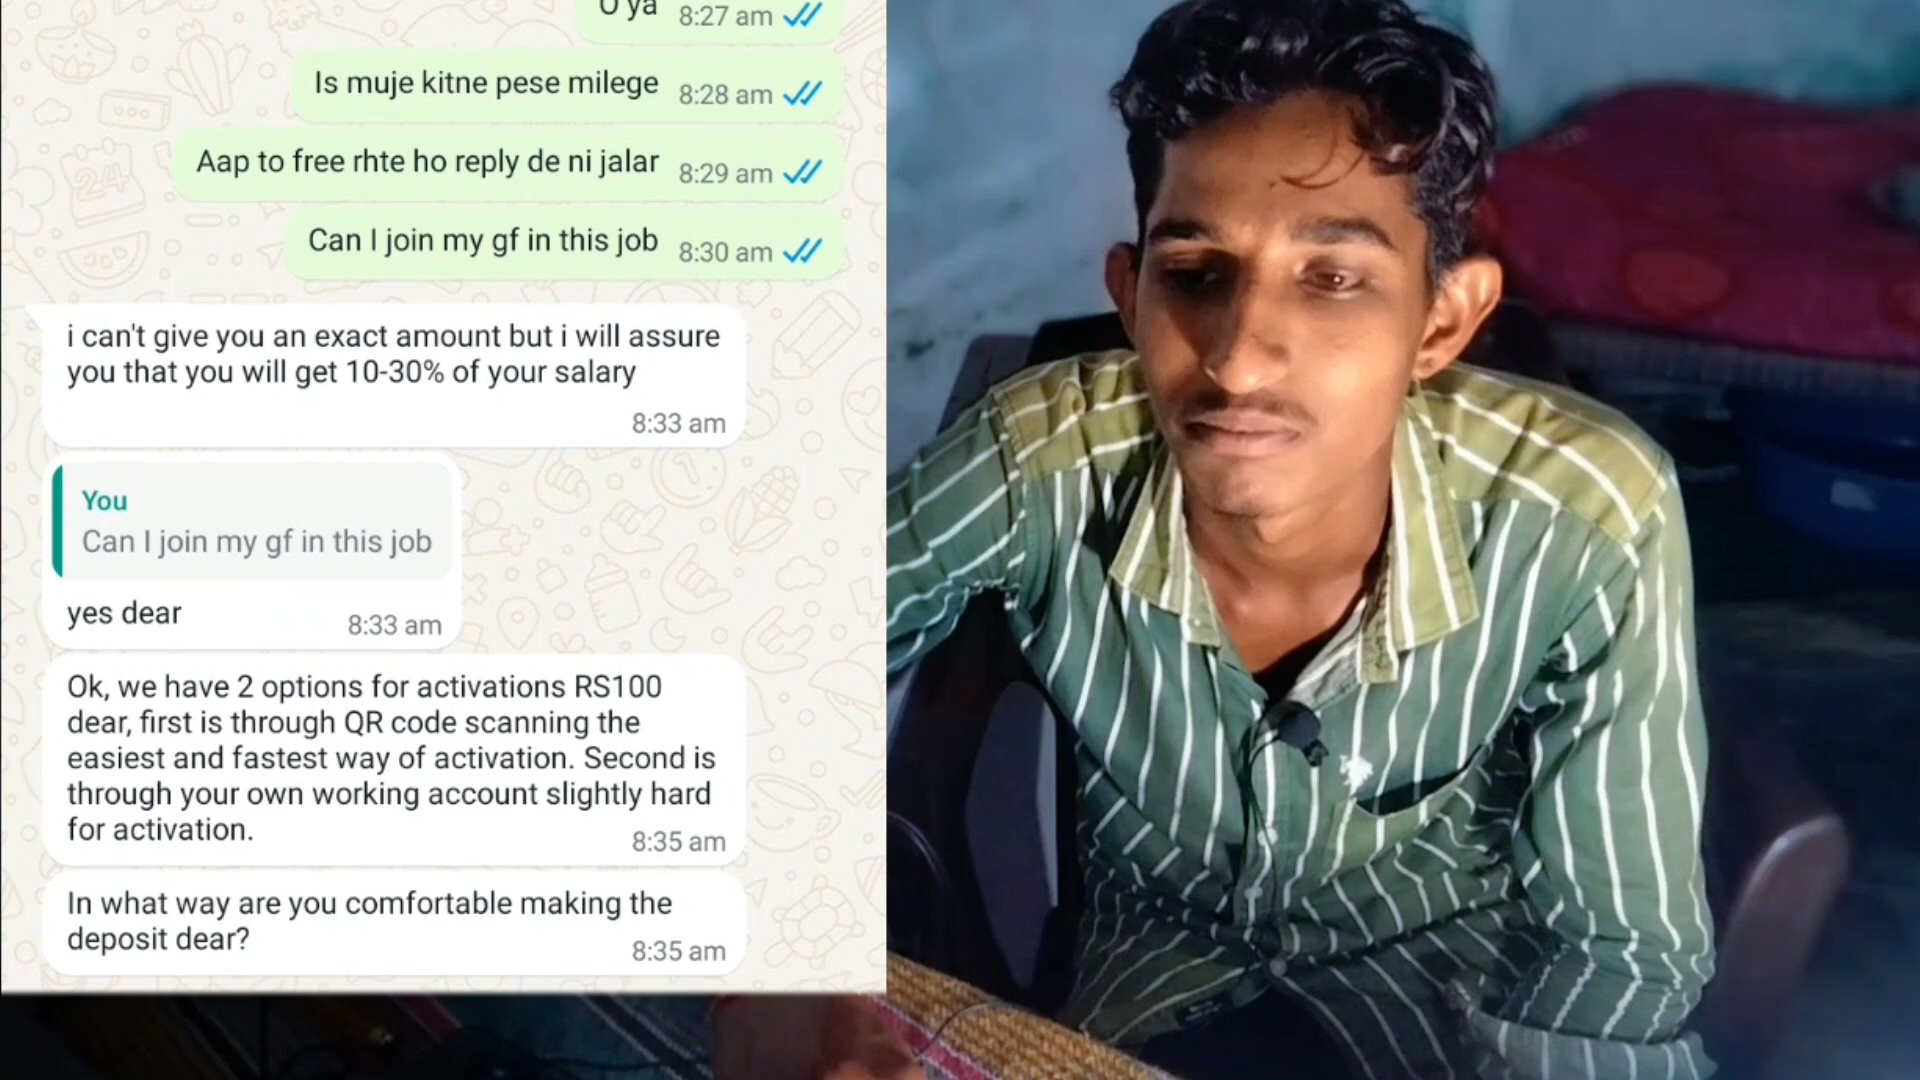 O ya 8:27 am
Is muje kitne pese milege 8:28 am
Aap to free rhte ho reply de ni jalar 8:29 am
Can I join my gf in this job 8:30 am
i can't give you an exact amount but i will assure
you that you will get 10-30% of your salary
8:33 am
You
Can I join my gf in this job
yes dear 8:33 am
Ok, we have 2 options for activations RS100
dear, first is through QR code scanning the
easiest and fastest way of activation. Second is
through your own working account slightly hard
for activation. 8:35 am
In what way are you comfortable making the
deposit dear? 8:35 am